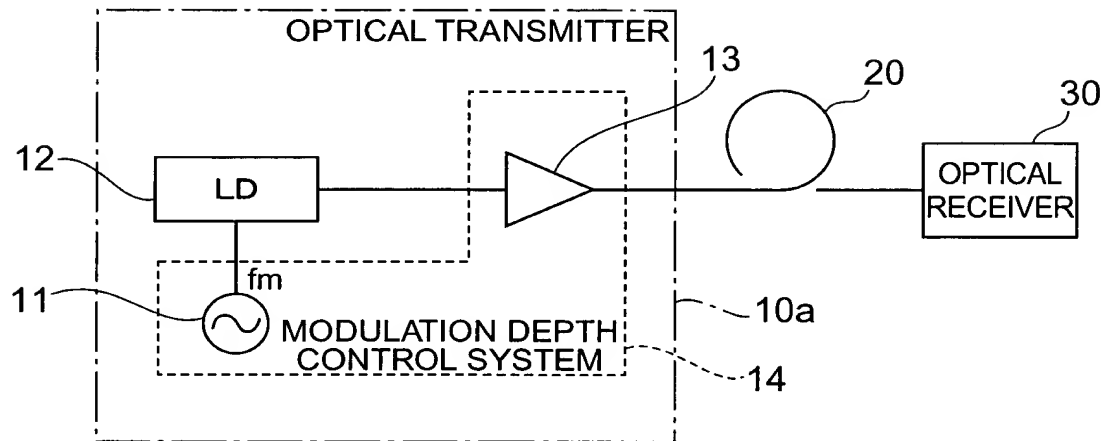 OPTICAL TRANSMITTER
13
20
30
12
LD
OPTICAL
RECEIVER
fm
11
MODULATION DEPTH
CONTROL SYSTEM
10a
14